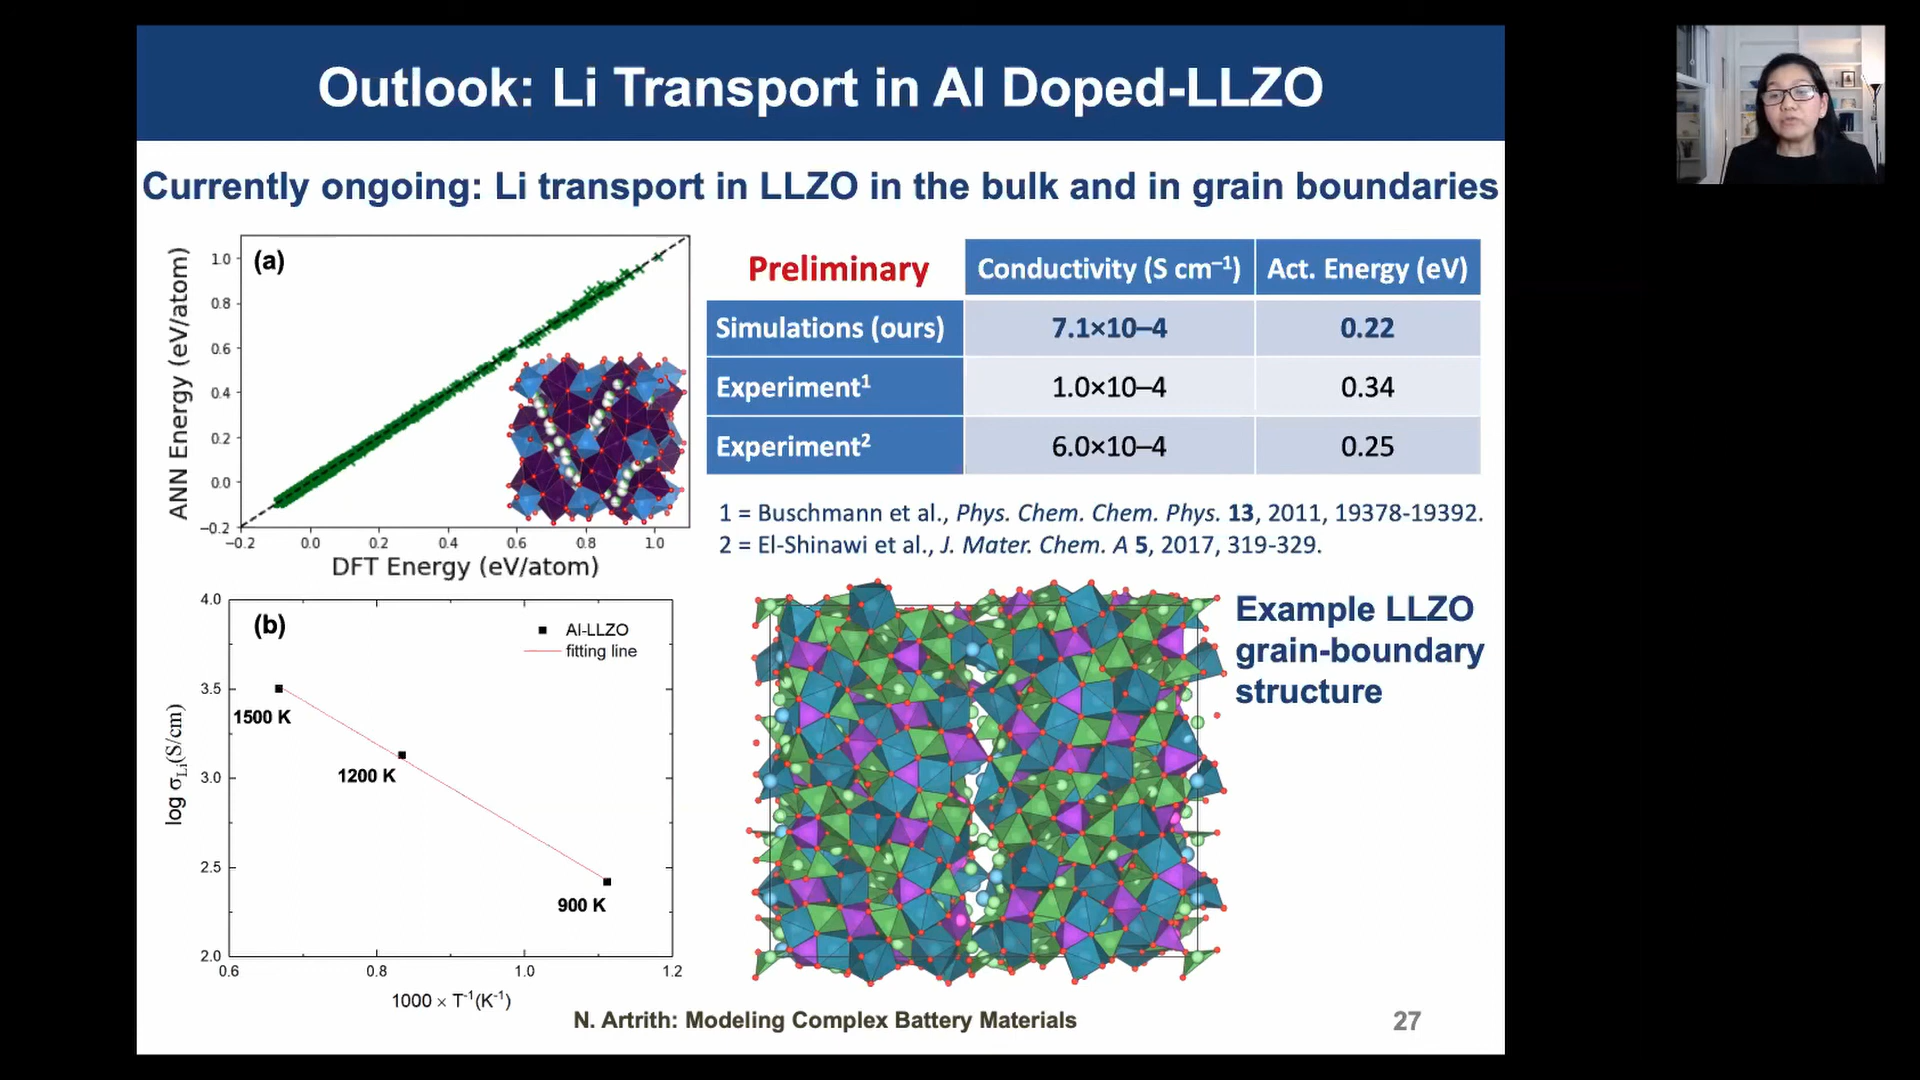 Outlook: Li Transport in Al Doped-LLZO
Currently ongoing: Li transport in LLZO in the bulk and in grain boundaries
(a)
ANN Energy (eV/atom)
1.0
0.8
0.6
0.4
0.2
0.0
−0.2
−0.2 0.0 0.2 0.4 0.6 0.8 1.0
DFT Energy (eV/atom)
Preliminary Conductivity (S cm⁻¹) Act. Energy (eV)
Simulations (ours) 7.1×10–4 0.22
Experiment¹ 1.0×10–4 0.34
Experiment² 6.0×10–4 0.25
1 = Buschmann et al., Phys. Chem. Chem. Phys. 13, 2011, 19378-19392.
2 = El-Shinawi et al., J. Mater. Chem. A 5, 2017, 319-329.
(b)
Al-LLZO
fitting line
log σLi(S/cm)
4.0
3.5
3.0
2.5
2.0
1500 K
1200 K
900 K
0.6 0.8 1.0 1.2
1000 × T⁻¹(K⁻¹)
Example LLZO
grain-boundary
structure
N. Artrith: Modeling Complex Battery Materials
27